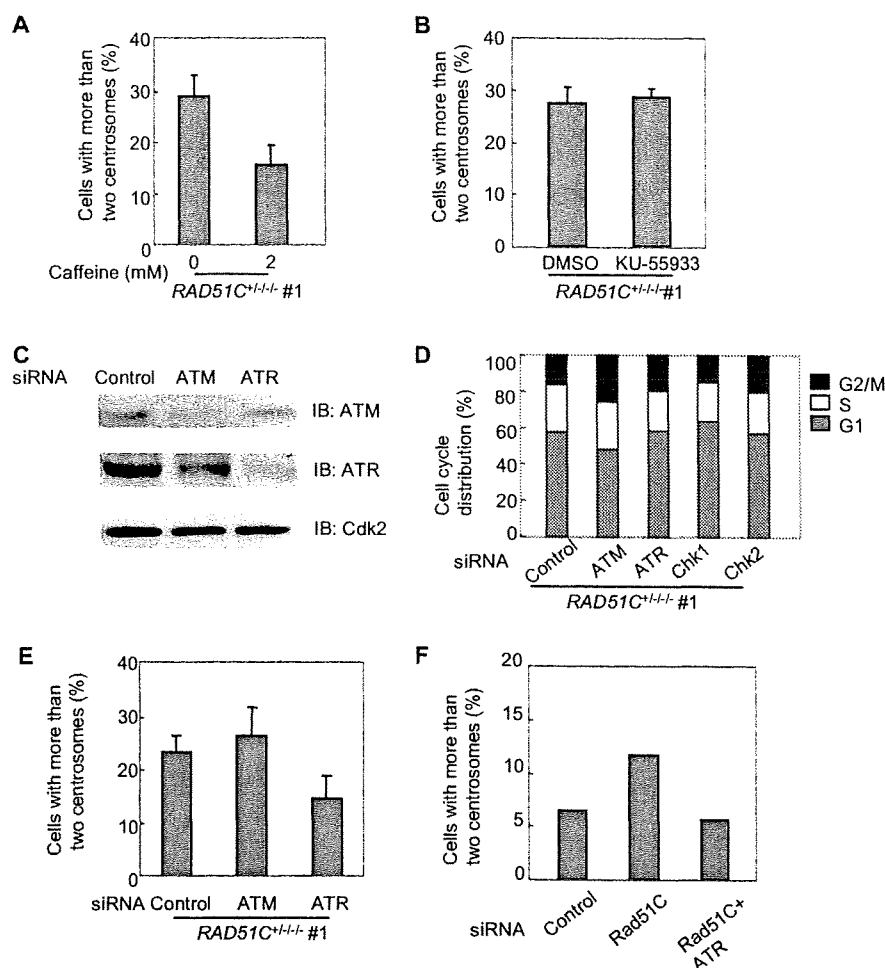 A
Cells with more than
two centrosomes (%)
40
30
20
10
0
0
2
Caffeine (mM)
RAD51C+/-/-/- #1
B
Cells with more than
two centrosomes (%)
40
30
20
10
0
DMSO
KU-55933
RAD51C+/-/-/- #1
C
siRNA Control ATM ATR
IB: ATM
IB: ATR
IB: Cdk2
D
Cell cycle
distribution (%)
100
80
60
40
20
0
G2/M
S
G1
siRNA
Control
ATM
ATR
Chk1
Chk2
RAD51C+/-/-/- #1
E
Cells with more than
two centrosomes (%)
40
30
20
10
0
siRNA Control ATM ATR
RAD51C+/-/-/- #1
F
Cells with more than
two centrosomes (%)
20
15
10
5
0
siRNA
Control
Rad51C
Rad51C+
ATR